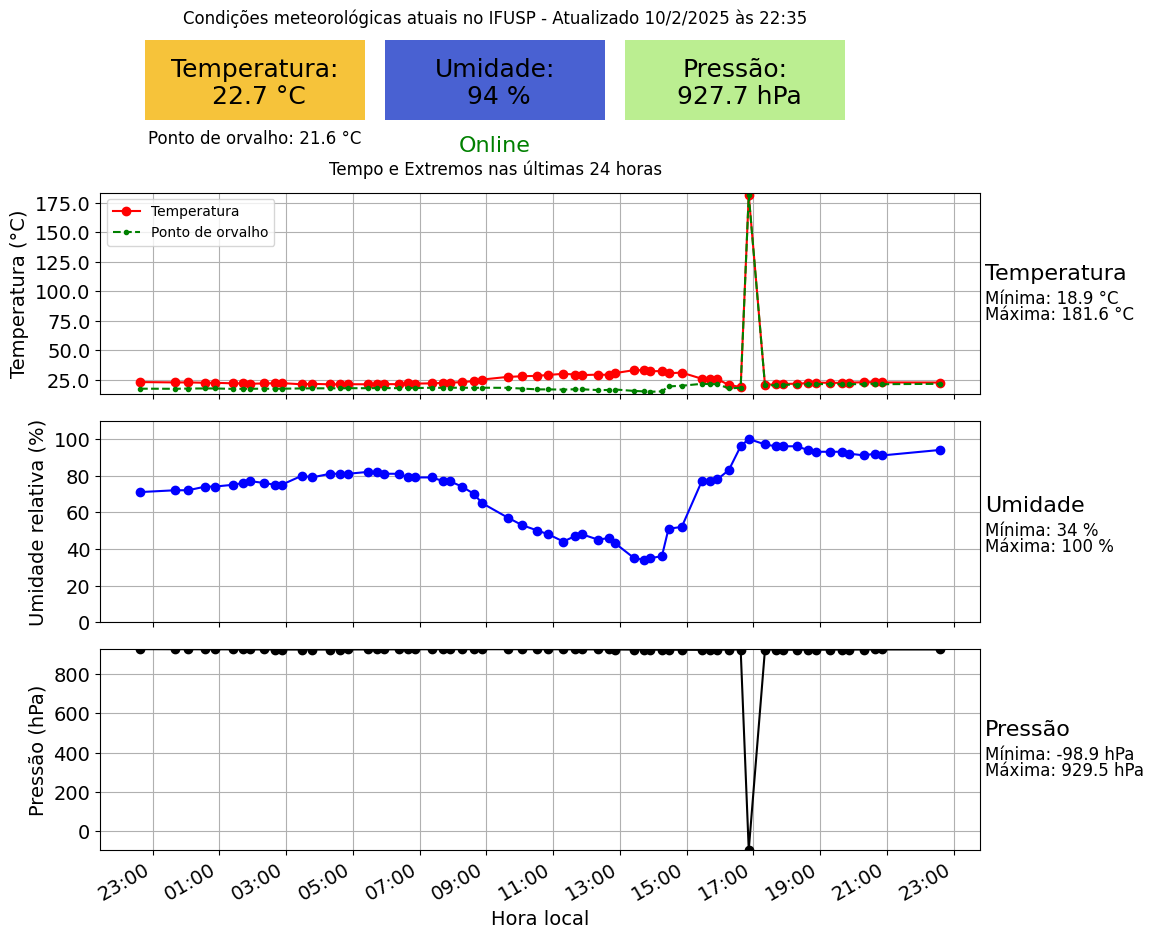 Condições meteorológicas atuais no IFUSP - Atualizado 10/2/2025 às 22:35
Temperatura:
22.7 °C
Umidade:
94 %
Pressão:
927.7 hPa
Ponto de orvalho: 21.6 °C
Online
Tempo e Extremos nas últimas 24 horas
Temperatura (°C)
175.0
150.0
125.0
100.0
75.0
50.0
25.0
Temperatura
Ponto de orvalho
Temperatura
Mínima: 18.9 °C
Máxima: 181.6 °C
Umidade relativa (%)
100
80
60
40
20
0
Umidade
Mínima: 34 %
Máxima: 100 %
Pressão (hPa)
800
600
400
200
0
Pressão
Mínima: -98.9 hPa
Máxima: 929.5 hPa
23:00
01:00
03:00
05:00
07:00
09:00
11:00
13:00
15:00
17:00
19:00
21:00
23:00
Hora local